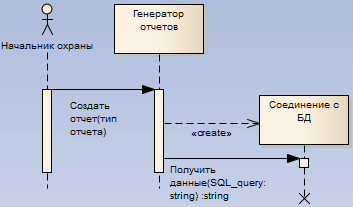 Генератор
отчетов
Начальник охраны
Создать
отчет(тип
отчета)
Соединение с
БД
«create»
Получить
данные(SQL_query:
string) :string